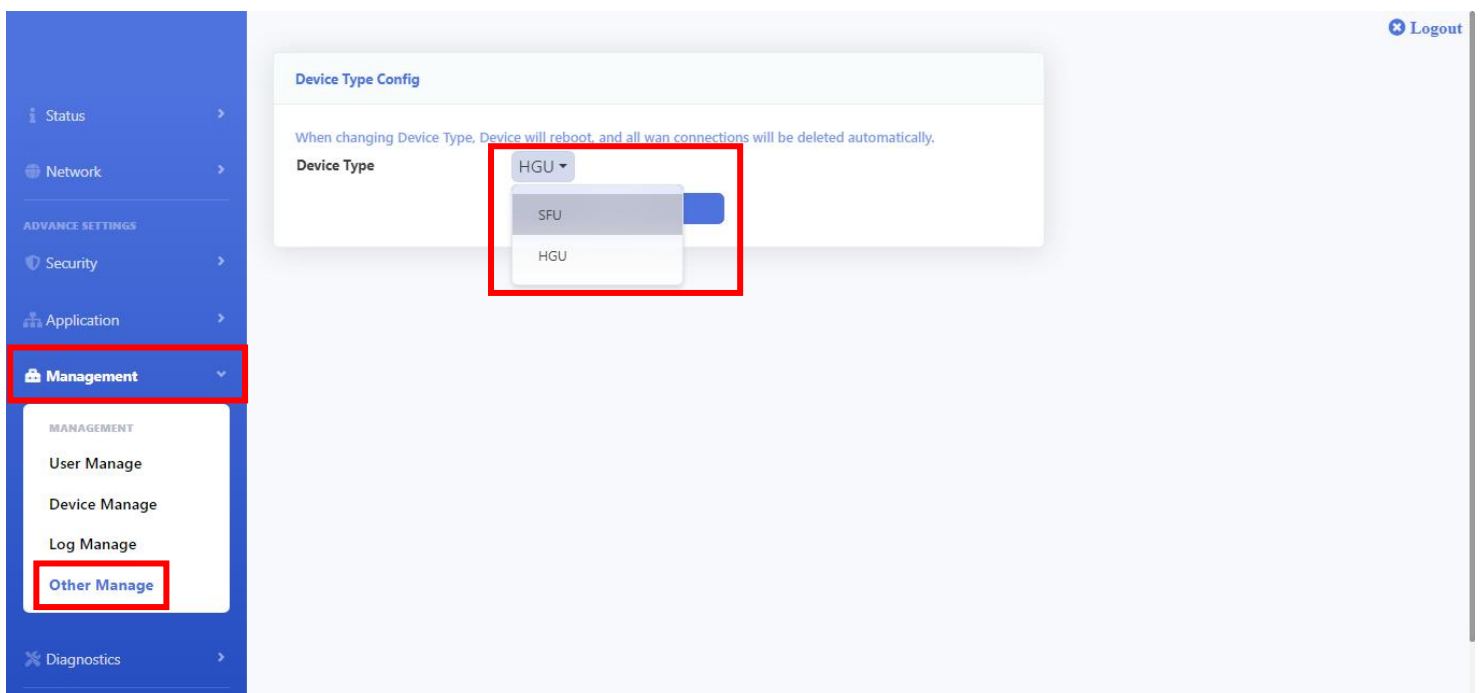 Logout
Status
Network
ADVANCE SETTINGS
Security
Application
Management
MANAGEMENT
User Manage
Device Manage
Log Manage
Other Manage
Diagnostics
Device Type Config
When changing Device Type, Device will reboot, and all wan connections will be deleted automatically.
Device Type HGU
SFU
HGU